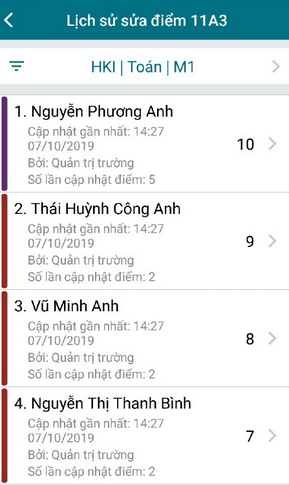 Lịch sử sửa điểm 11A3
HKI | Toán | M1
1. Nguyễn Phương Anh
Cập nhật gần nhất: 14:27
07/10/2019
10
Bởi: Quản trị trường
Số lần cập nhật điểm: 5
2. Thái Huỳnh Công Anh
Cập nhật gần nhất: 14:27
07/10/2019
9
Bởi: Quản trị trường
Số lần cập nhật điểm: 2
3. Vũ Minh Anh
Cập nhật gần nhất: 14:27
07/10/2019
8
Bởi: Quản trị trường
Số lần cập nhật điểm: 2
4. Nguyễn Thị Thanh Bình
Cập nhật gần nhất: 14:27
07/10/2019
7
Bởi: Quản trị trường
Số lần cập nhật điểm: 2